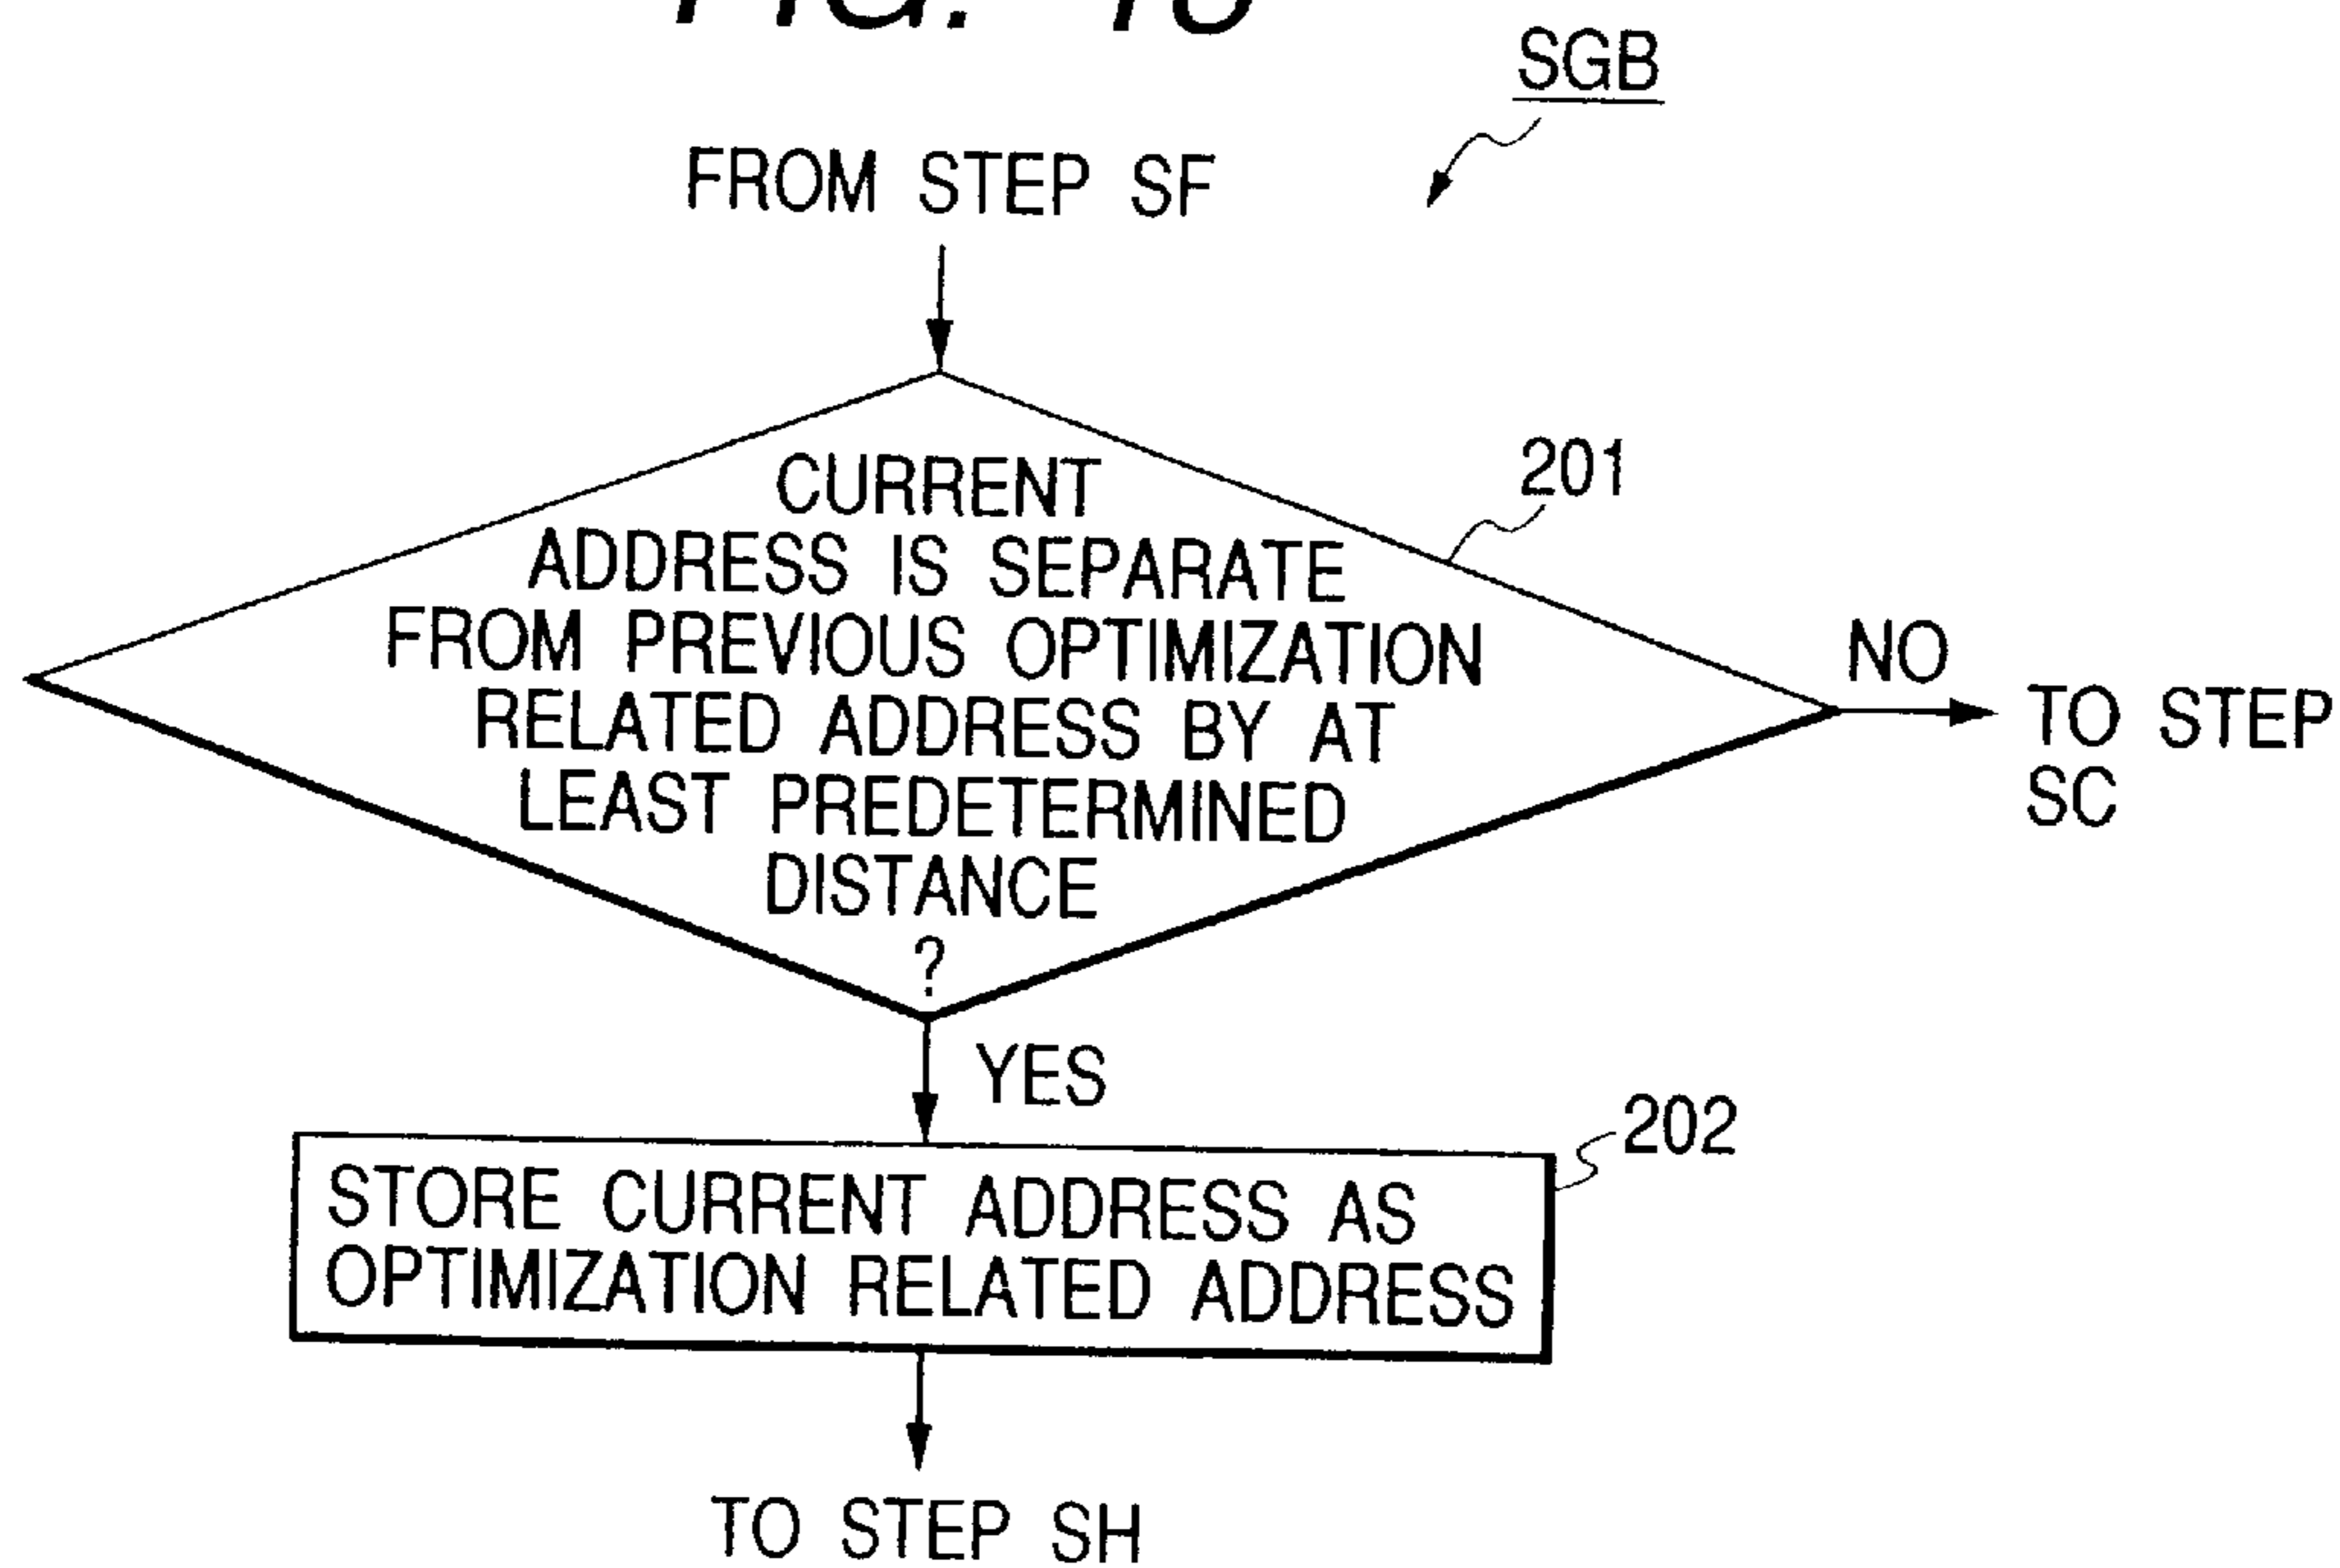 FIG.
SGB
FROM STEP SF
CURRENT
ADDRESS IS SEPARATE
FROM PREVIOUS OPTIMIZATION
RELATED ADDRESS BY AT
LEAST PREDETERMINED
DISTANCE
?
201
NO
TO STEP
SC
YES
202
STORE CURRENT ADDRESS AS
OPTIMIZATION RELATED ADDRESS
TO STEP SH